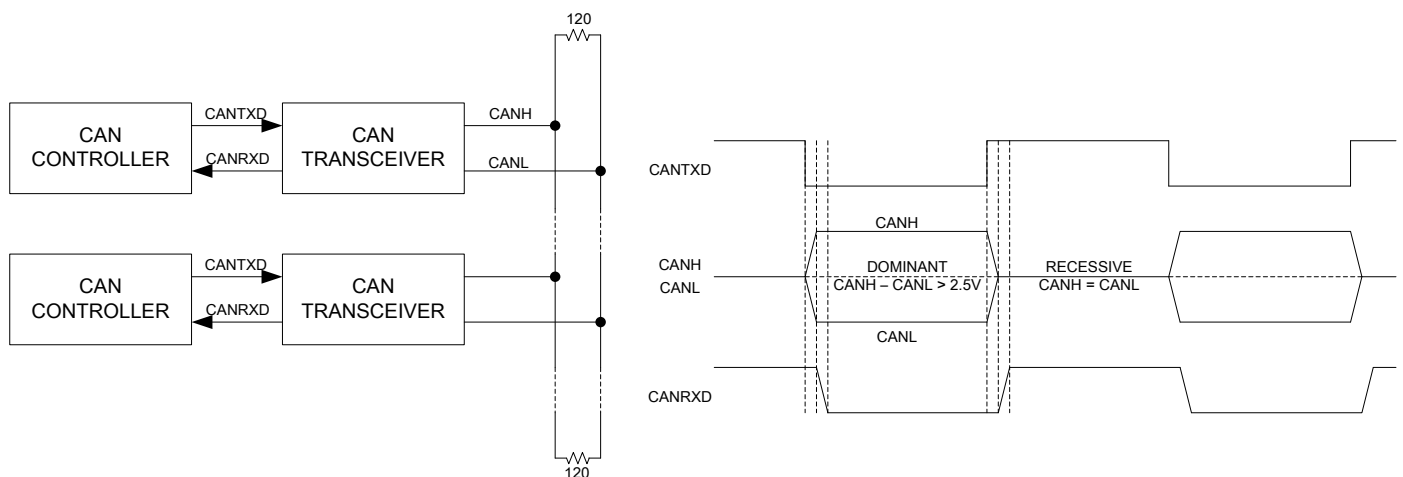 120
CAN
CONTROLLER
CANTXD
CANRXD
CAN
TRANSCEIVER
CANH
CANL
CAN
CONTROLLER
CANTXD
CANRXD
CAN
TRANSCEIVER
120
CANTXD
CANH
CANL
CANH
DOMINANT
CANH – CANL > 2.5V
CANL
RECESSIVE
CANH = CANL
CANRXD